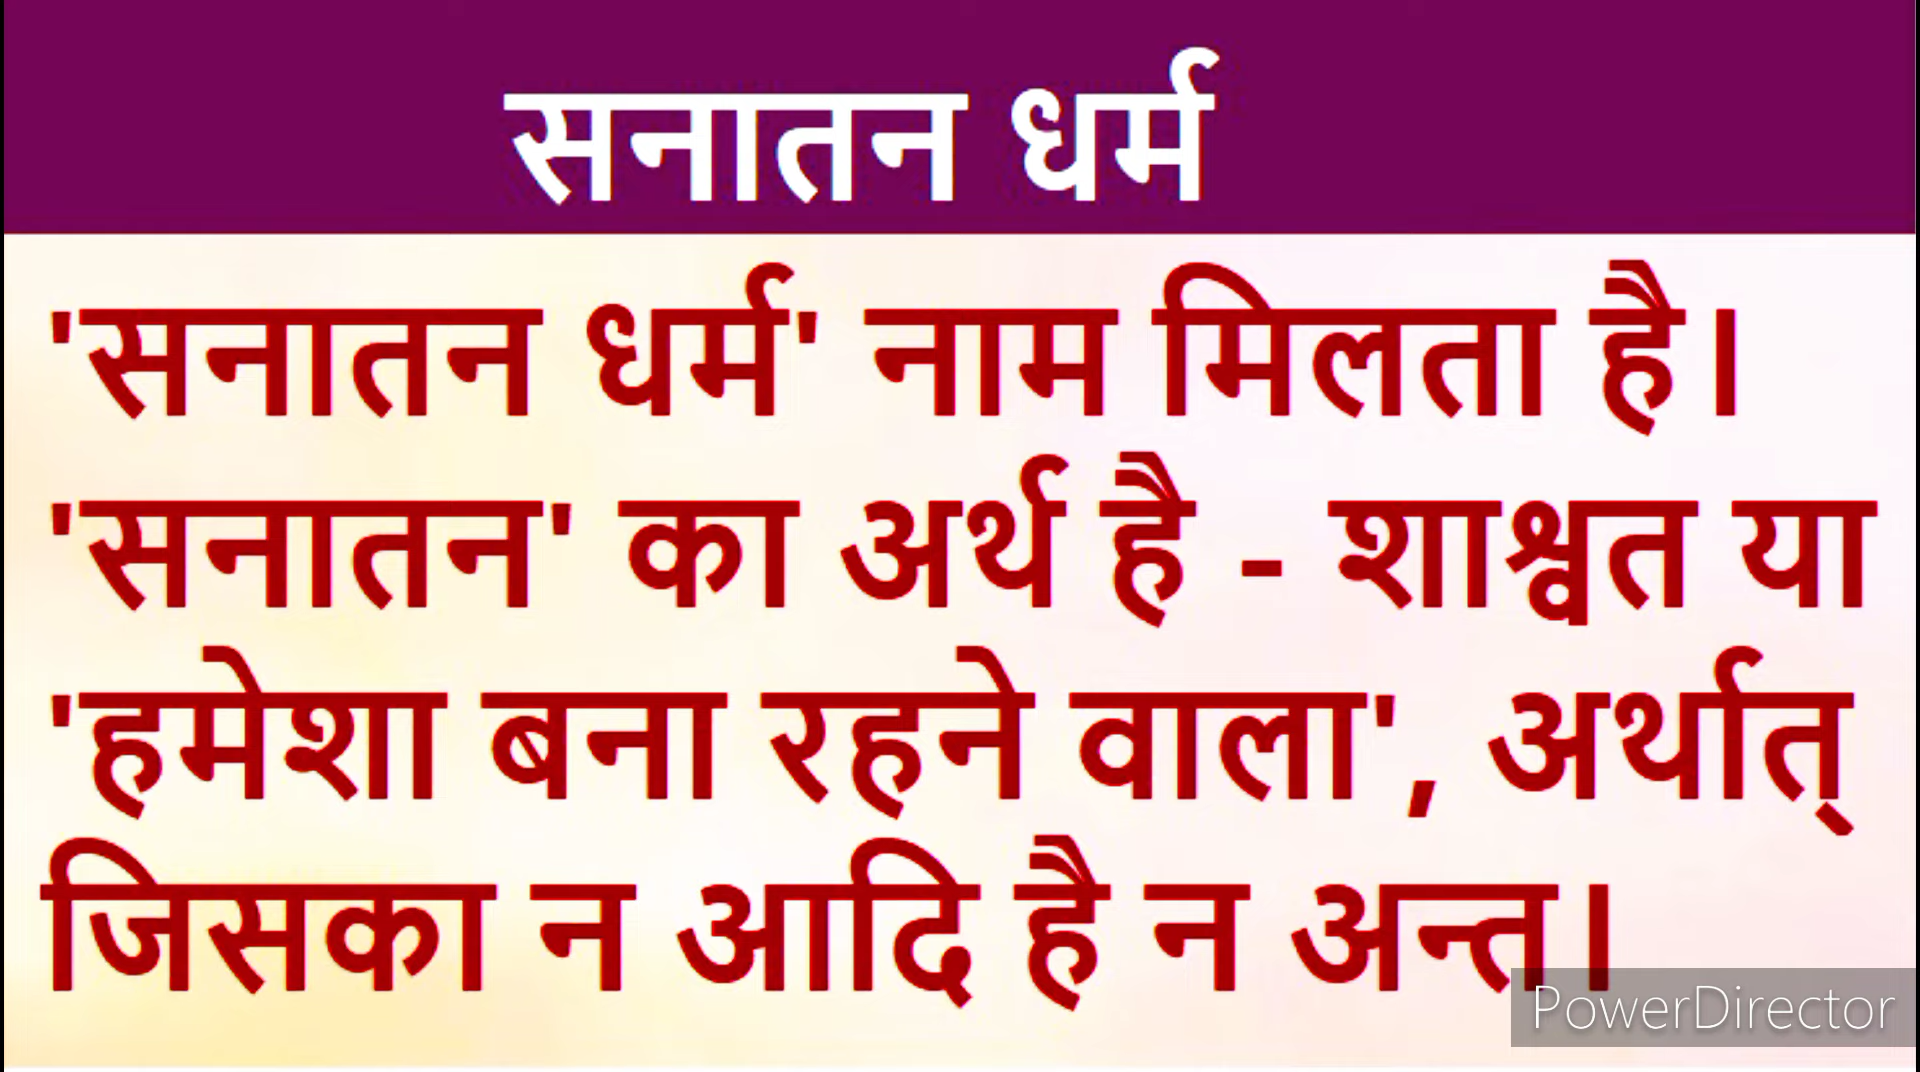 सनातन धर्म
'सनातन धर्म' नाम मिलता है।
'सनातन' का अर्थ है - शाश्वत या
'हमेशा बना रहने वाला', अर्थात्
जिसका न आदि है न अन्त।
PowerDirector